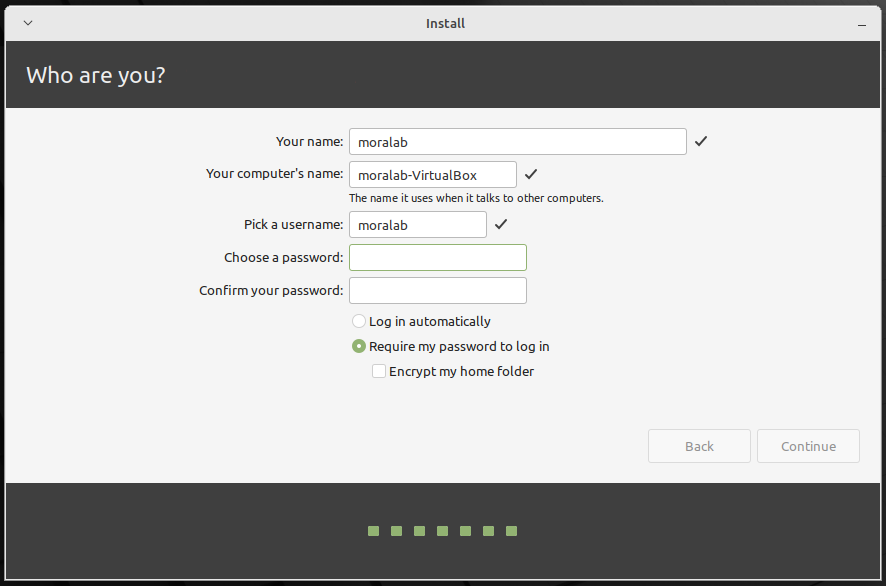 Install
Who are you?
Your name: moralab
Your computer's name: moralab-VirtualBox
The name it uses when it talks to other computers.
Pick a username: moralab
Choose a password:
Confirm your password:
Log in automatically
Require my password to log in
Encrypt my home folder
Back Continue